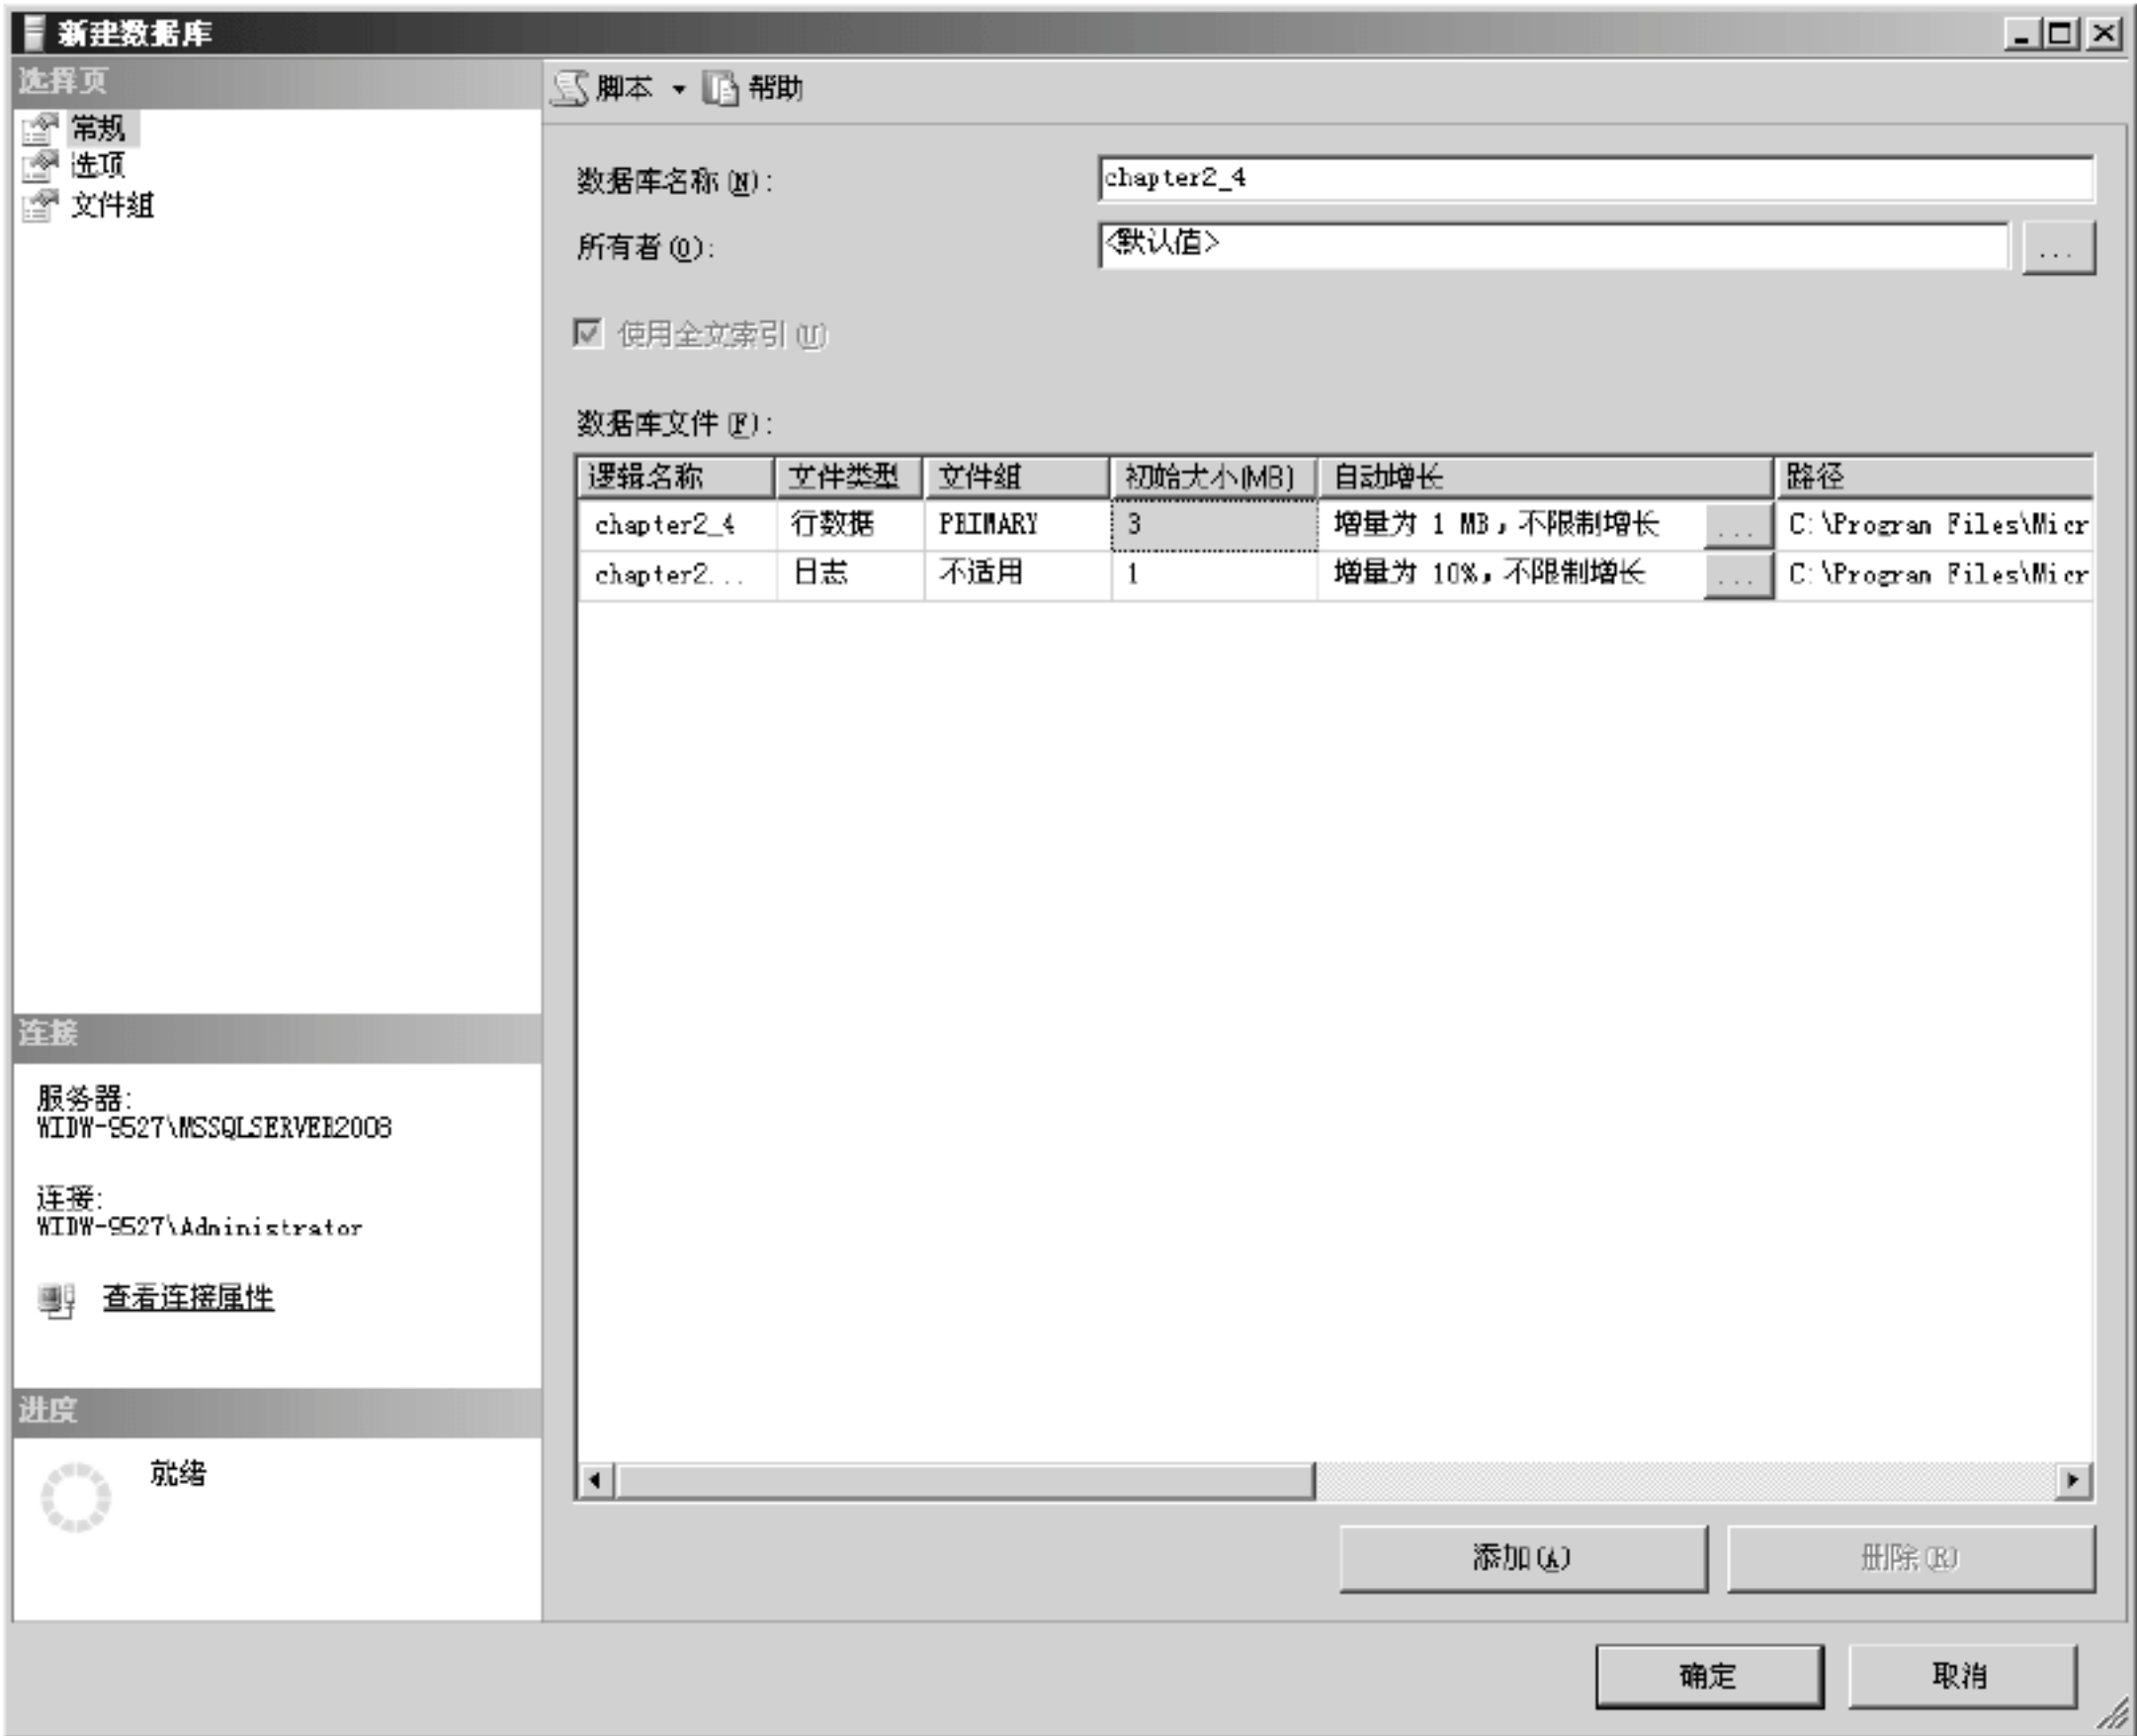 新建数据库
选择页
常规
选项
文件组
脚本 帮助
数据库名称(N):
chapter2_4
所有者(O):
<默认值>
...
使用全文索引(U)
数据库文件(F):
逻辑名称 文件类型 文件组 初始大小(MB) 自动增长 路径
chapter2_4 行数据 PRIMARY 3 增量为 1 MB，不限制增长 ... C:\Program Files\Micr
chapter2... 日志 不适用 1 增量为 10%，不限制增长 ... C:\Program Files\Micr
连接
服务器:
WIDW-9527\MSSQLSERVER2008
连接:
WIDW-9527\Administrator
查看连接属性
进度
就绪
添加(A) 删除(R)
确定 取消